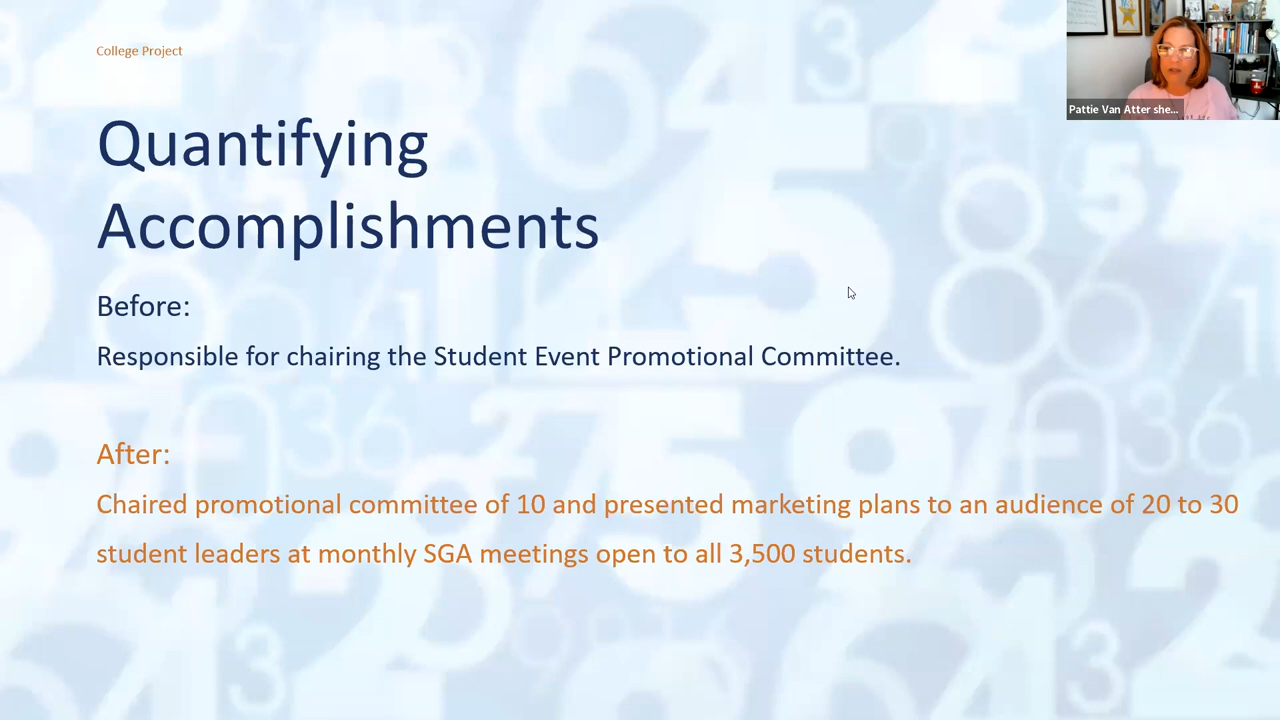 College Project
Quantifying
Accomplishments
Before:
Responsible for chairing the Student Event Promotional Committee.
After:
Chaired promotional committee of 10 and presented marketing plans to an audience of 20 to 30
student leaders at monthly SGA meetings open to all 3,500 students.
Pattie Van Atter she...